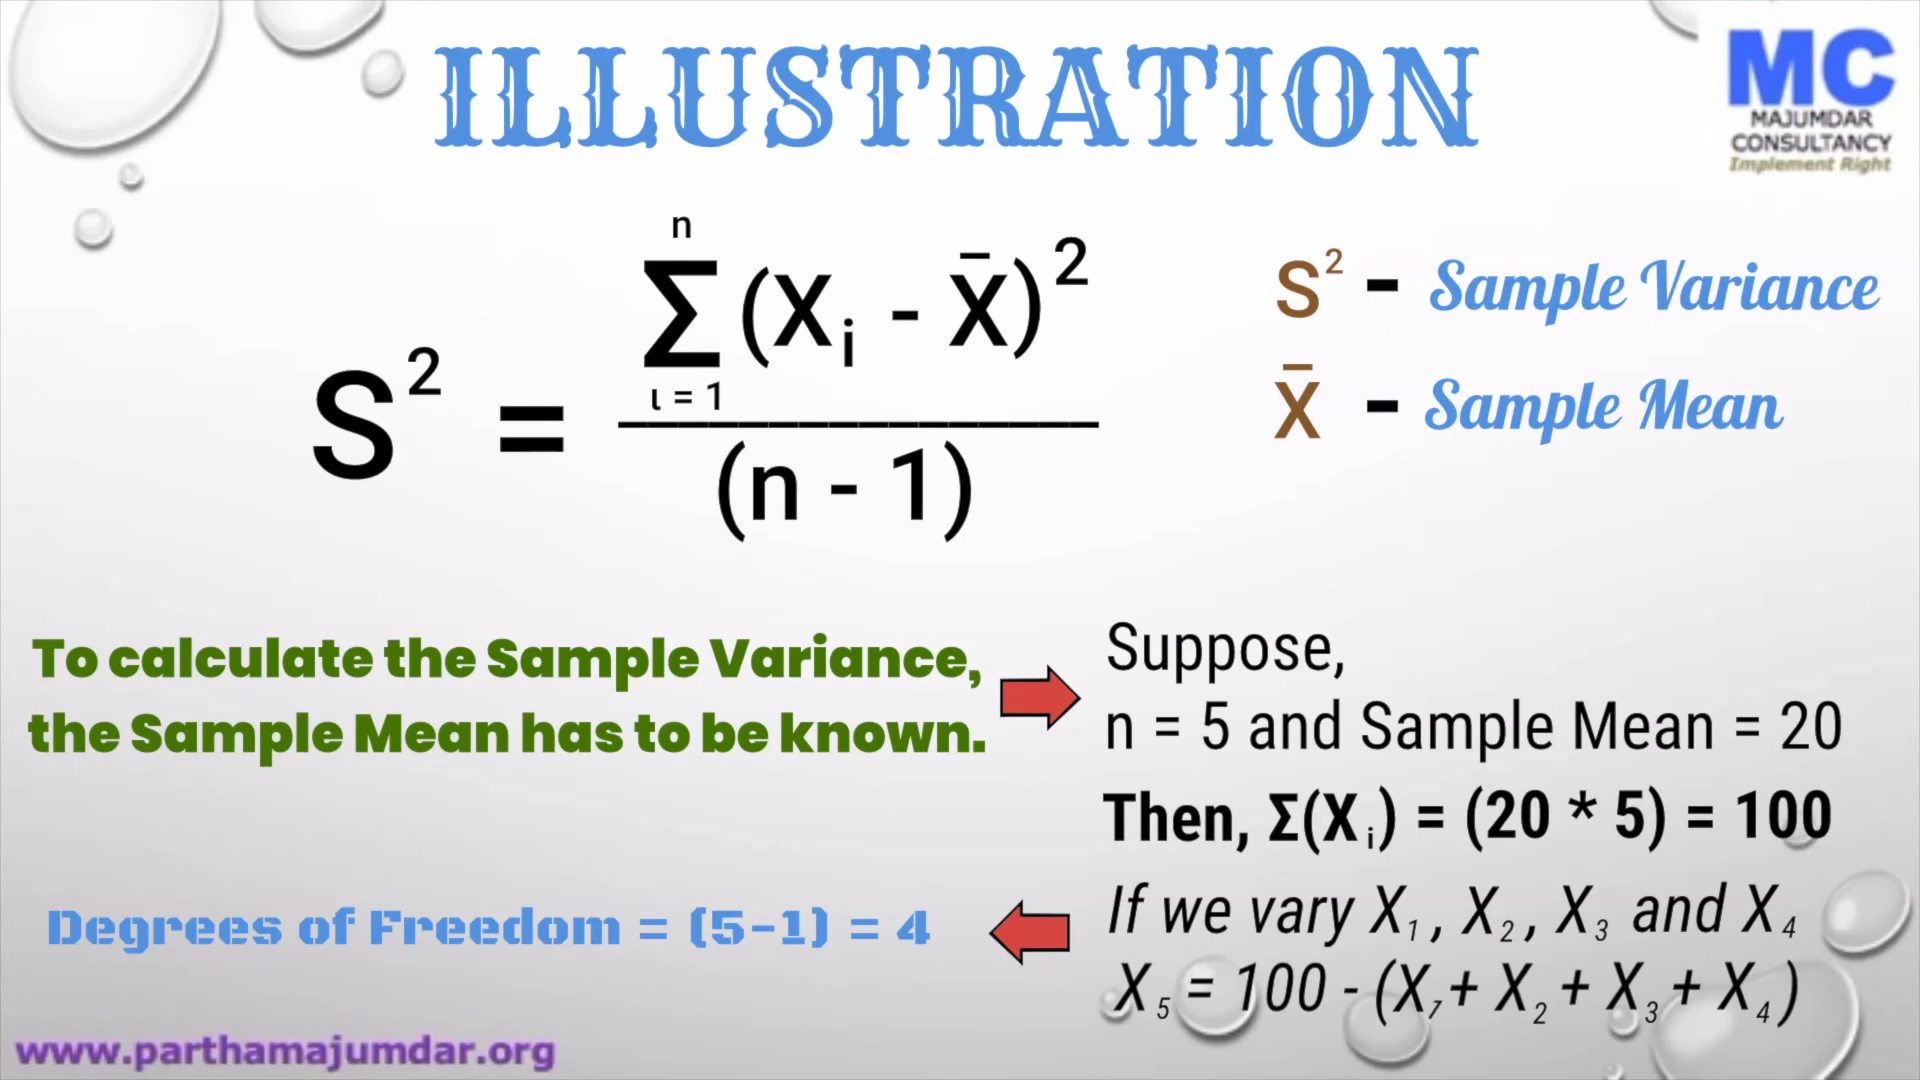 ILLUSTRATION
MC
MAJUMDAR
CONSULTANCY
Implement Right
S² = n Σ ι = 1 (Xᵢ - X̄)² / (n - 1)
S² - Sample Variance
X̄ - Sample Mean
To calculate the Sample Variance,
the Sample Mean has to be known.
Suppose,
n = 5 and Sample Mean = 20
Then, Σ(Xᵢ) = (20 * 5) = 100
If we vary X₁, X₂, X₃ and X₄
X₅ = 100 - (X₁ + X₂ + X₃ + X₄)
Degrees of Freedom = (5-1) = 4
www.parthamajumdar.org